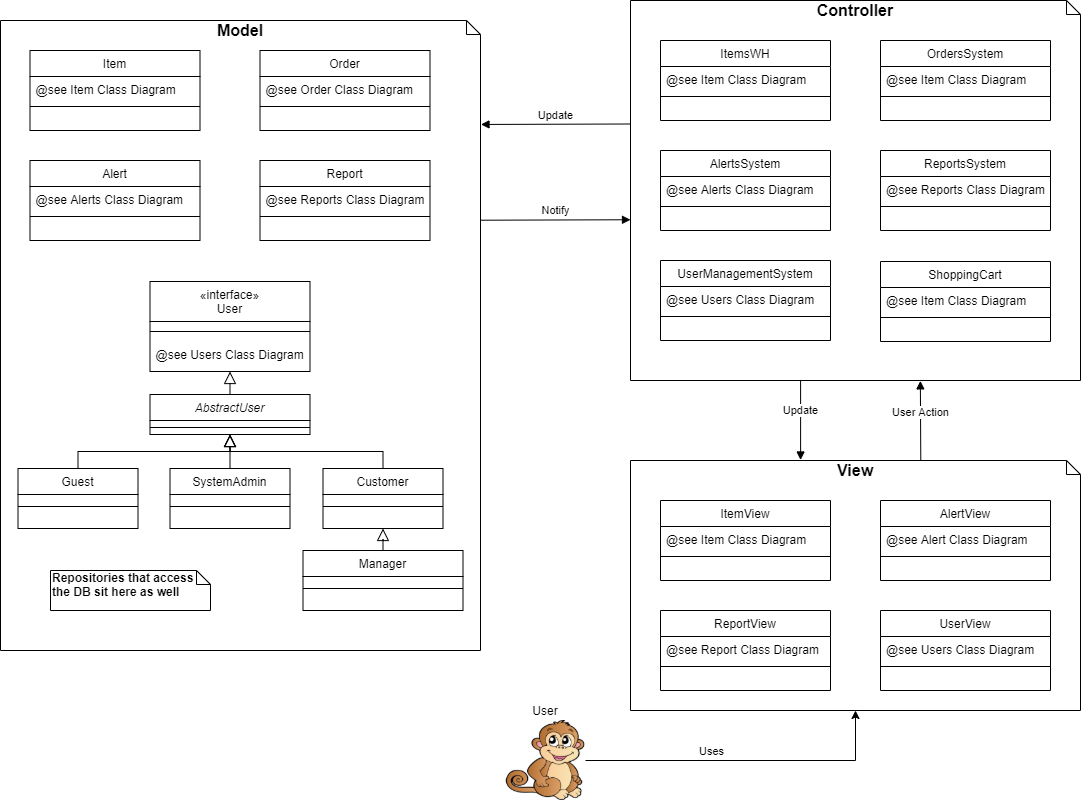 Model
Item
@see Item Class Diagram
Order
@see Order Class Diagram
Alert
@see Alerts Class Diagram
Report
@see Reports Class Diagram
«interface»
User
@see Users Class Diagram
AbstractUser
Guest
SystemAdmin
Customer
Manager
Repositories that access
the DB sit here as well
Update
Notify
Controller
ItemsWH
@see Item Class Diagram
OrdersSystem
@see Item Class Diagram
AlertsSystem
@see Alerts Class Diagram
ReportsSystem
@see Reports Class Diagram
UserManagementSystem
@see Users Class Diagram
ShoppingCart
@see Item Class Diagram
Update
User Action
View
ItemView
@see Item Class Diagram
AlertView
@see Alert Class Diagram
ReportView
@see Report Class Diagram
UserView
@see Users Class Diagram
User
Uses